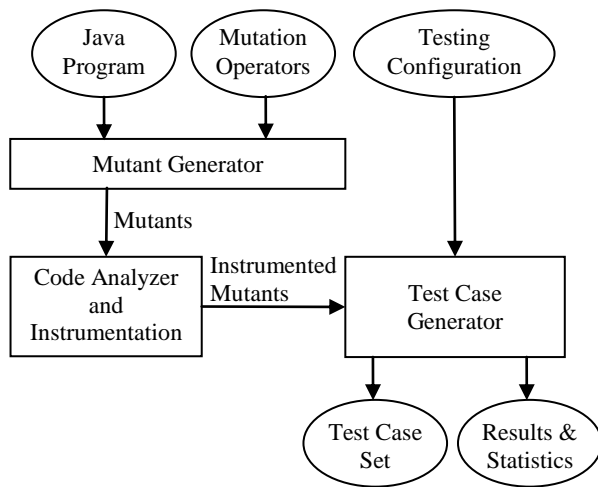 Java
Program
Mutation
Operators
Testing
Configuration
Mutant Generator
Mutants
Code Analyzer
and
Instrumentation
Instrumented
Mutants
Test Case
Generator
Test Case
Set
Results &
Statistics